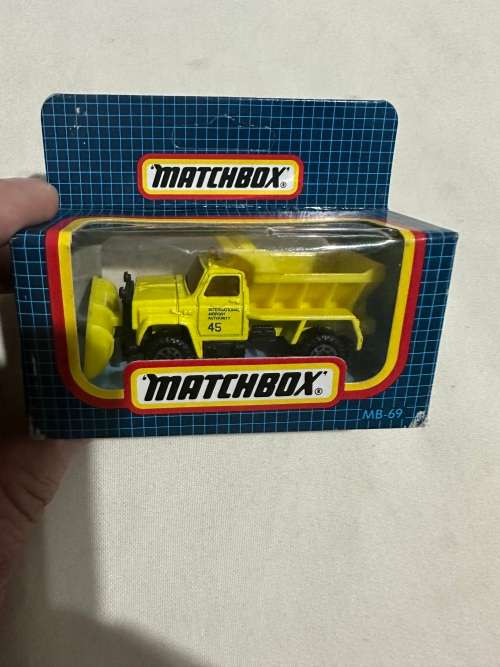 "MATCHBOX"®
INTERNATIONAL
AIRPORT
AUTHORITY
45
"MATCHBOX"®
MB-69